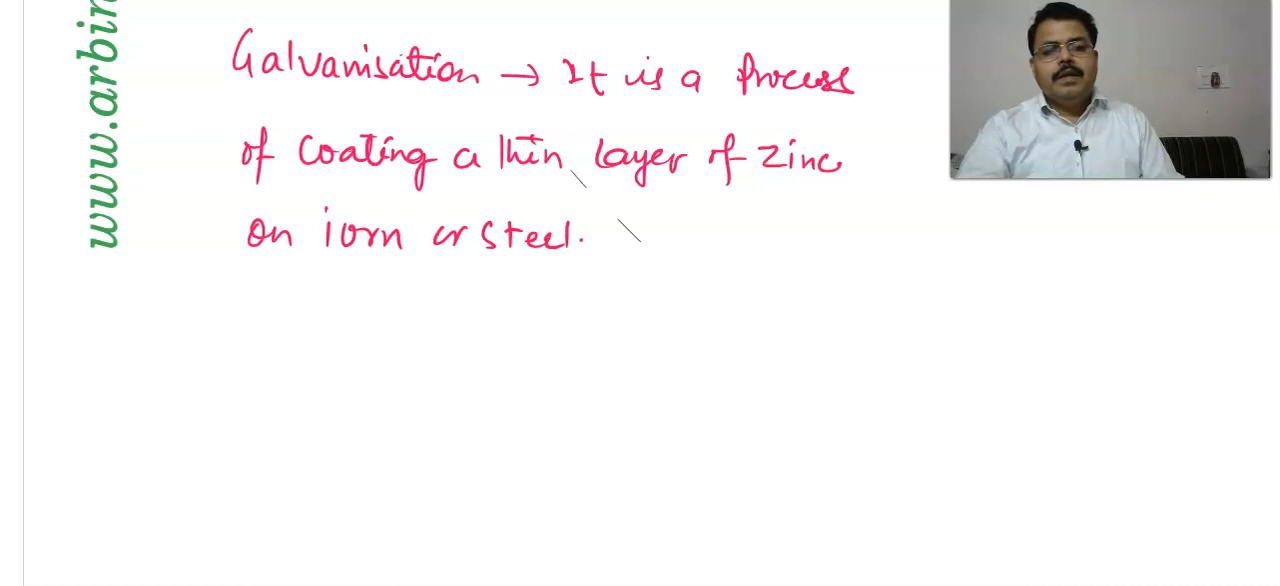 www.arbin
Galvanisation → It is a Process
of Coating a thin layer of Zinc
on iorn or Steel.